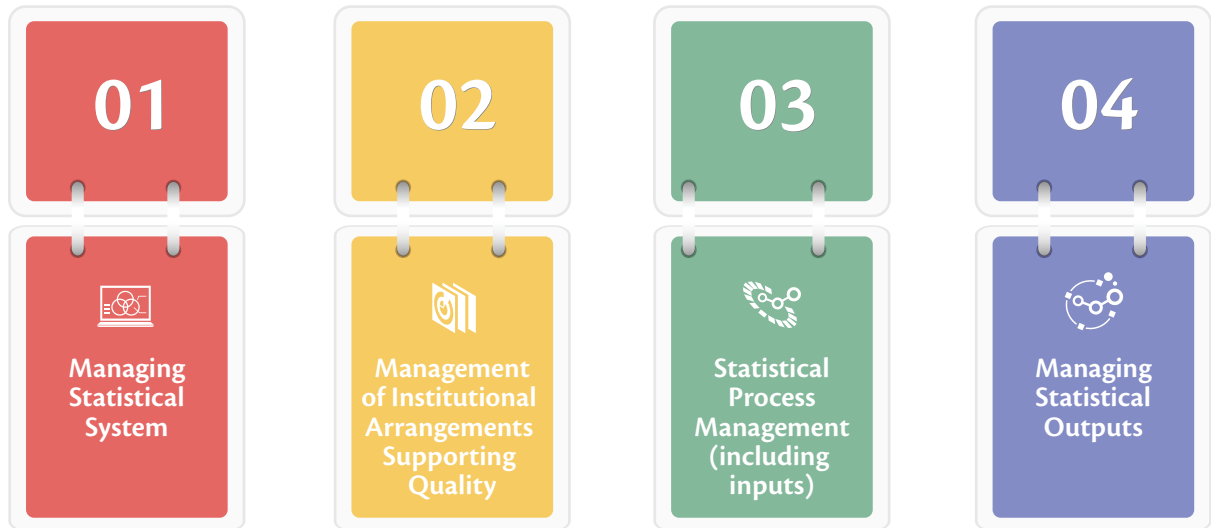 01
Managing
Statistical
System
02
Management
of Institutional
Arrangements
Supporting
Quality
03
Statistical
Process
Management
(including
inputs)
04
Managing
Statistical
Outputs